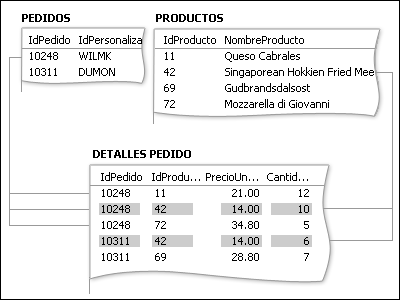 PEDIDOS
IdPedido IdPersonaliza
10248 WILMK
10311 DUMON
PRODUCTOS
IdProducto NombreProducto
11 Queso Cabrales
42 Singaporean Hokkien Fried Mee
69 Gudbrandsdalsost
72 Mozzarella di Giovanni
DETALLES PEDIDO
IdPedido IdProdu... PrecioUn... Cantid...
10248 11 21.00 12
10248 42 14.00 10
10248 72 34.80 5
10311 42 14.00 6
10311 69 28.80 7